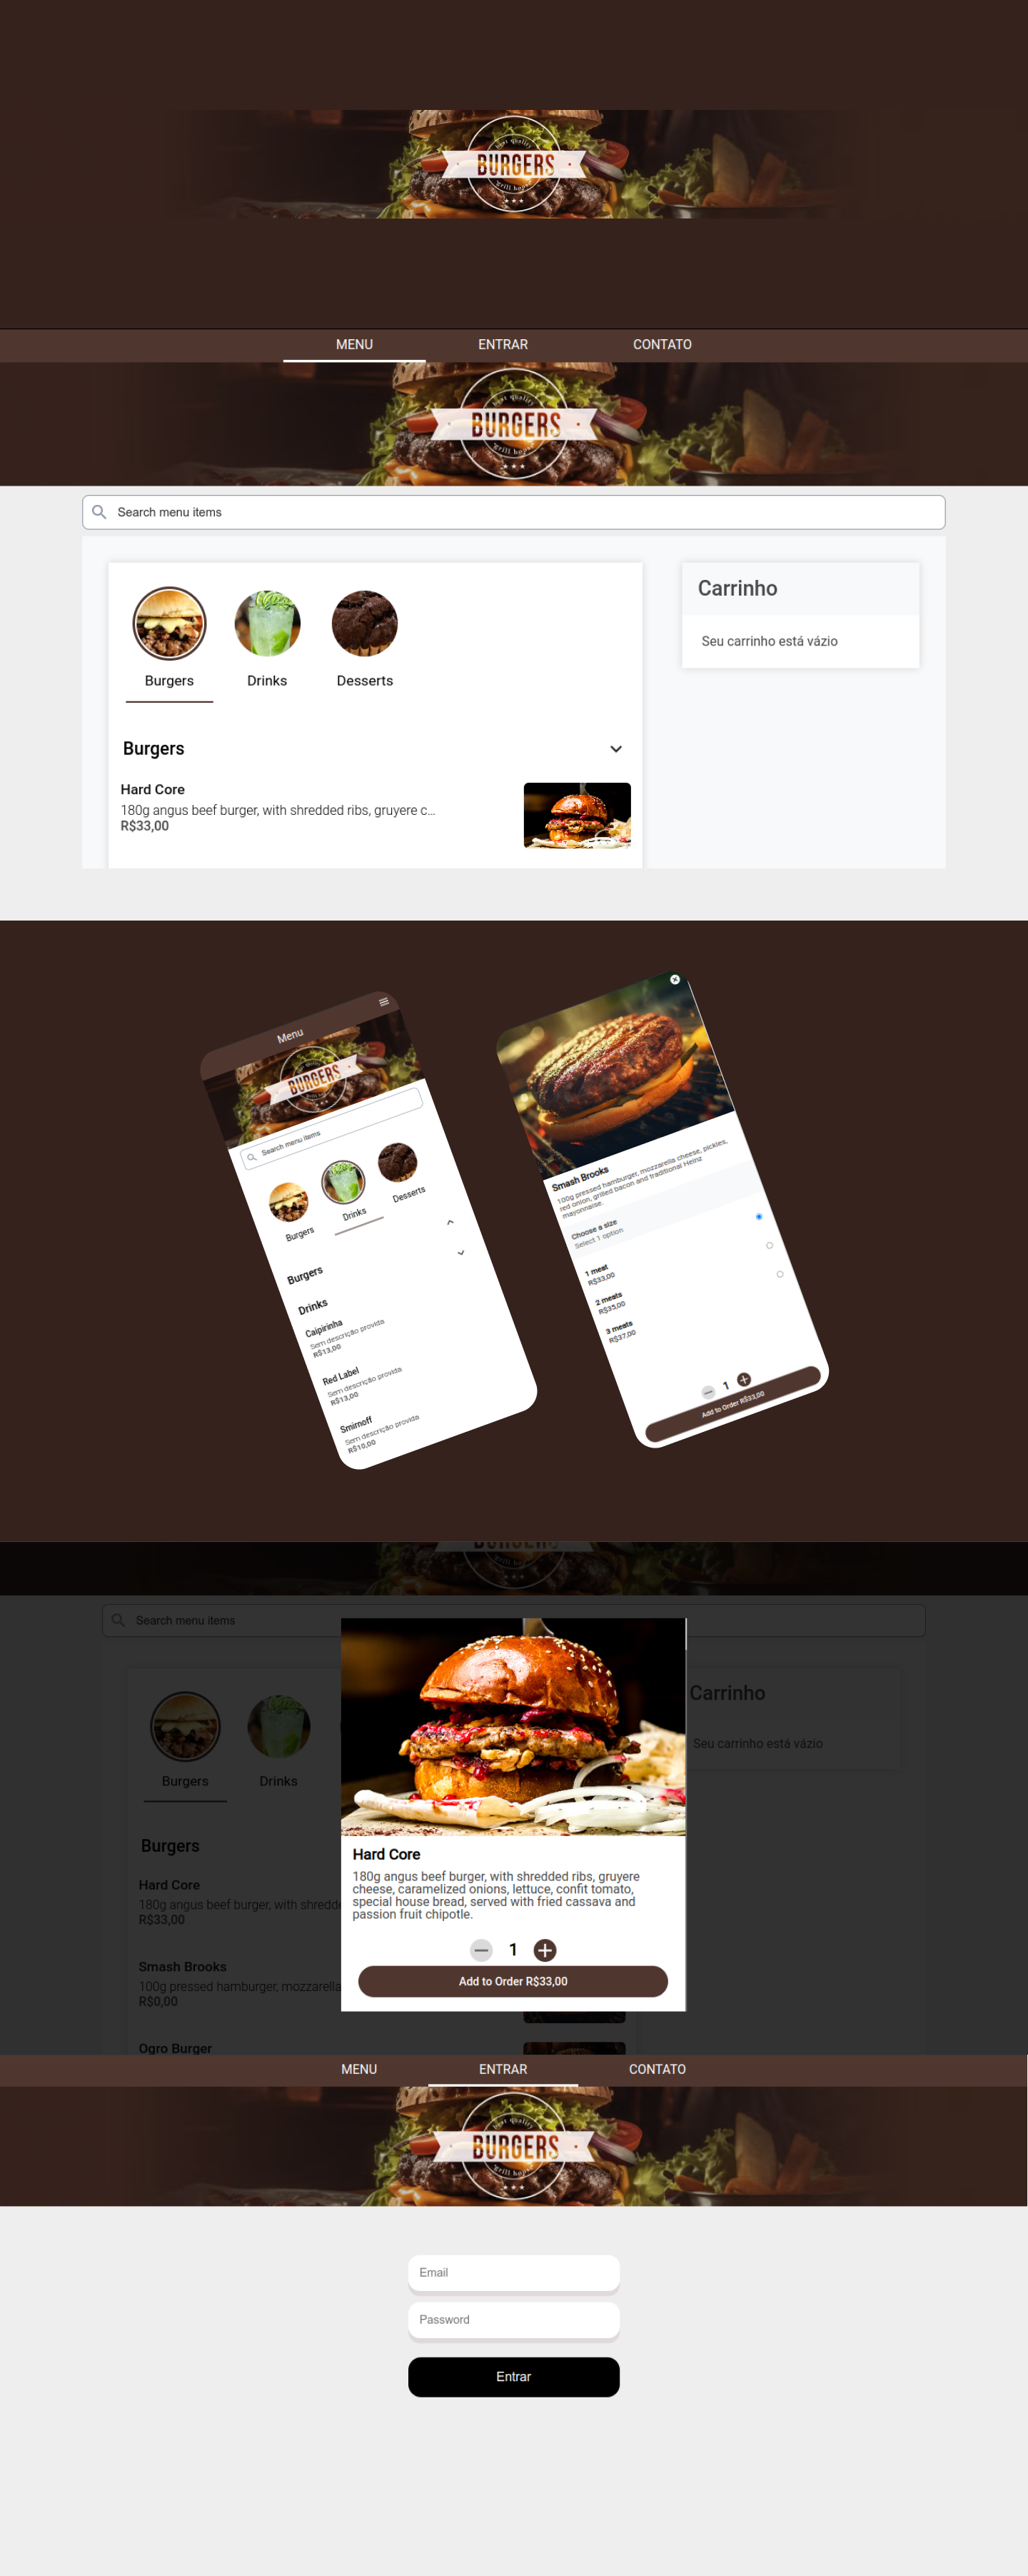 best quality
BURGERS
grill house
MENU
ENTRAR
CONTATO
best quality
BURGERS
grill house
Search menu items
Carrinho
Seu carrinho está vázio
Burgers
Drinks
Desserts
Burgers
Hard Core
180g angus beef burger, with shredded ribs, gruyere c...
R$33,00
Menu
BURGERS
Search menu items
Burgers
Drinks
Desserts
Burgers
Drinks
Caipirinha
Sem descrição provida
R$13,00
Red Label
Sem descrição provida
R$13,00
Smirnoff
Sem descrição provida
R$10,00
Smash Brooks
100g pressed hamburger, mozzarella cheese, pickles,
red onion, grilled bacon and traditional Heinz
mayonnaise.
Choose a size
Select 1 option
1 meat
R$33,00
2 meats
R$35,00
3 meats
R$37,00
1
Add to Order R$33,00
BURGERS
Search menu items
Carrinho
Seu carrinho está vázio
Burgers
Drinks
Burgers
Hard Core
180g angus beef burger, with shredde
R$33,00
Smash Brooks
100g pressed hamburger, mozzarella
R$0,00
Ogro Burger
Hard Core
180g angus beef burger, with shredded ribs, gruyere
cheese, caramelized onions, lettuce, confit tomato,
special house bread, served with fried cassava and
passion fruit chipotle.
1
Add to Order R$33,00
MENU
ENTRAR
CONTATO
best quality
BURGERS
grill house
Email
Password
Entrar